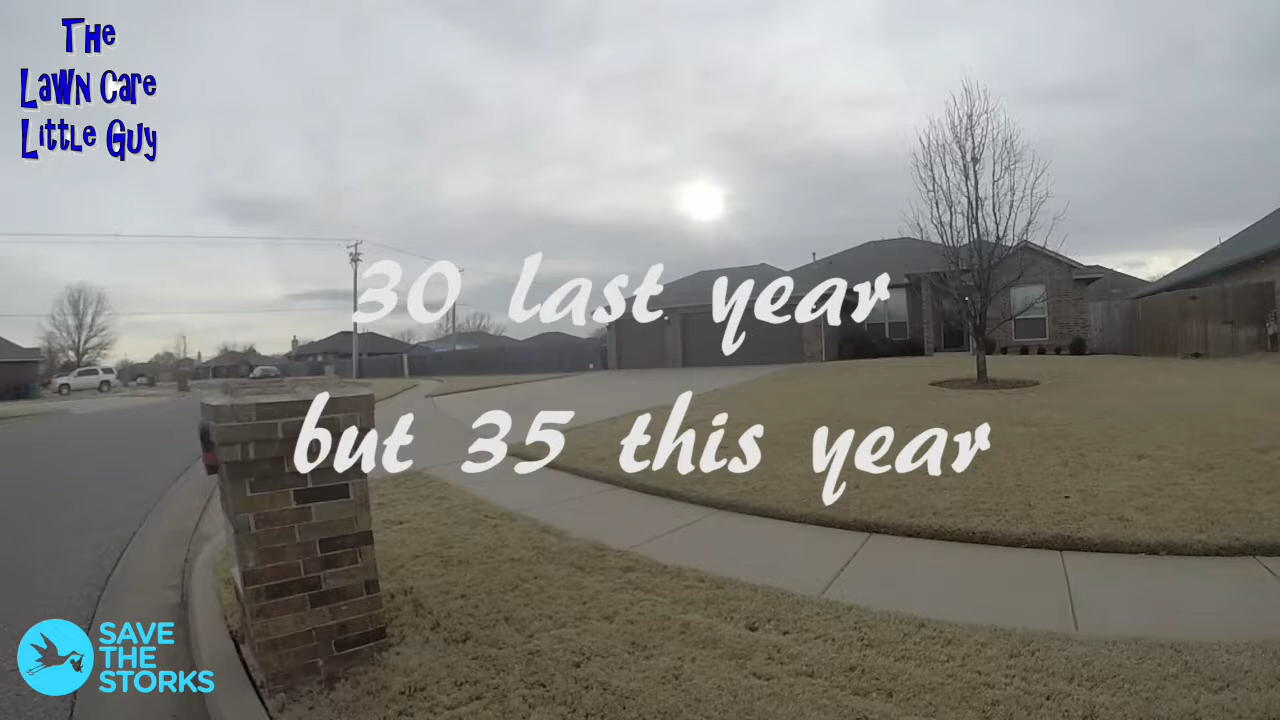 The
Lawn Care
Little Guy
30 last year
but 35 this year
SAVE
THE
STORKS